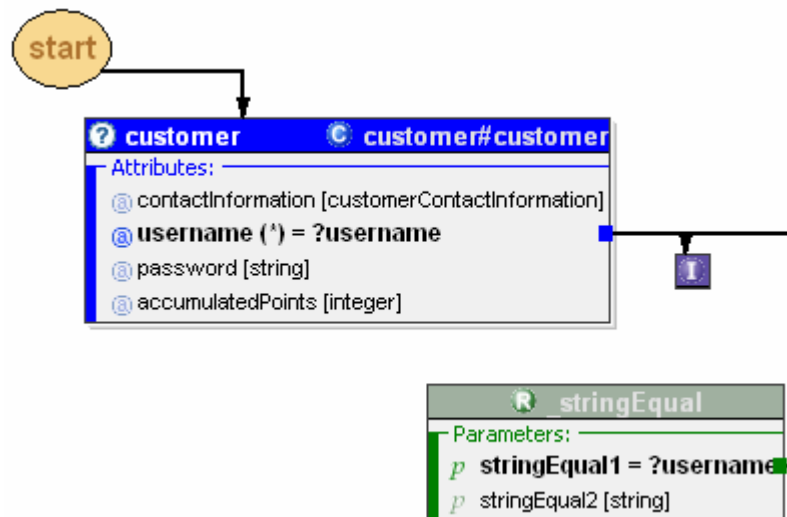 start
? customer C customer#customer
Attributes:
@ contactInformation [customerContactInformation]
@ username (*) = ?username
@ password [string]
@ accumulatedPoints [integer]
I
R _stringEqual
Parameters:
p stringEqual1 = ?username
p stringEqual2 [string]